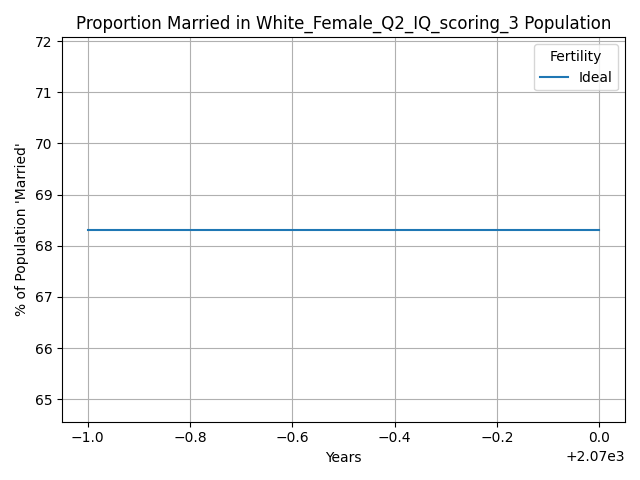 Proportion Married in White_Female_Q2_IQ_scoring_3 Population
Fertility
Ideal
% of Population 'Married'
72
71
70
69
68
67
66
65
−1.0
−0.8
−0.6
−0.4
−0.2
0.0
Years
+2.07e3